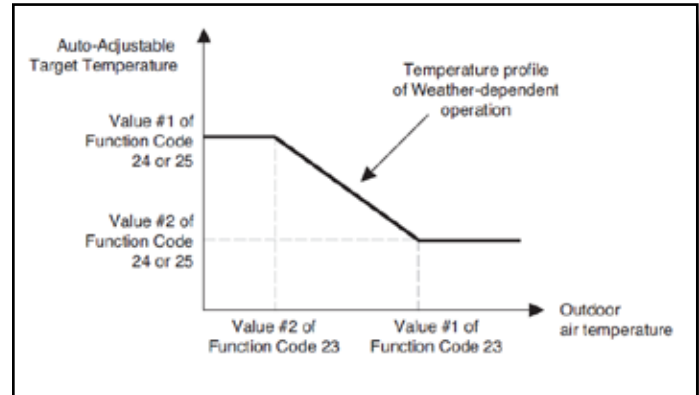 Auto-Adjustable
Target Temperature
Temperature profile
of Weather-dependent
operation
Value #1 of
Function Code
24 or 25
Value #2 of
Function Code
24 or 25
Outdoor
air temperature
Value #2 of
Function Code 23
Value #1 of
Function Code 23